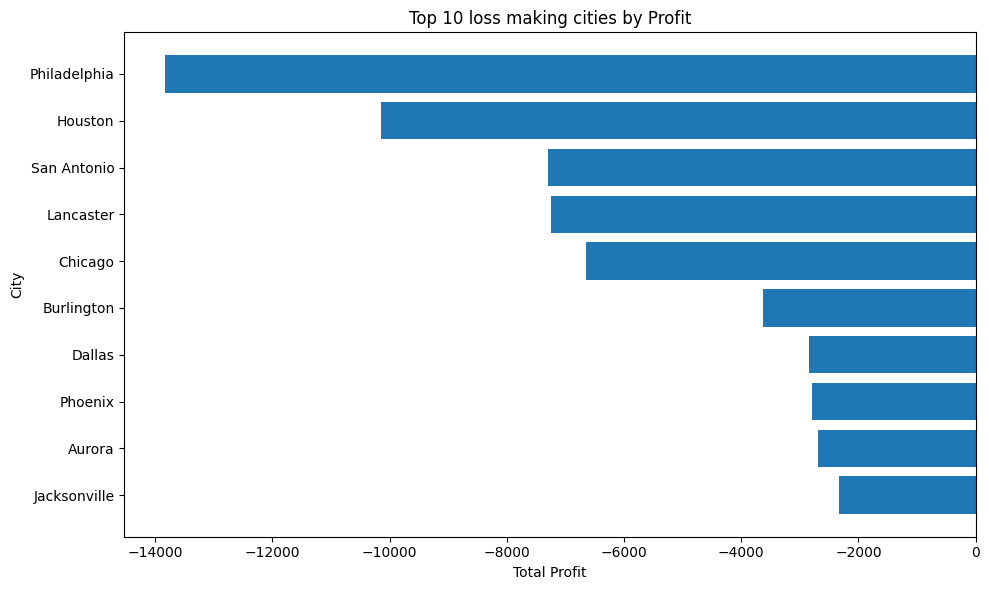 Top 10 loss making cities by Profit
City
Philadelphia
Houston
San Antonio
Lancaster
Chicago
Burlington
Dallas
Phoenix
Aurora
Jacksonville
−14000 −12000 −10000 −8000 −6000 −4000 −2000 0
Total Profit